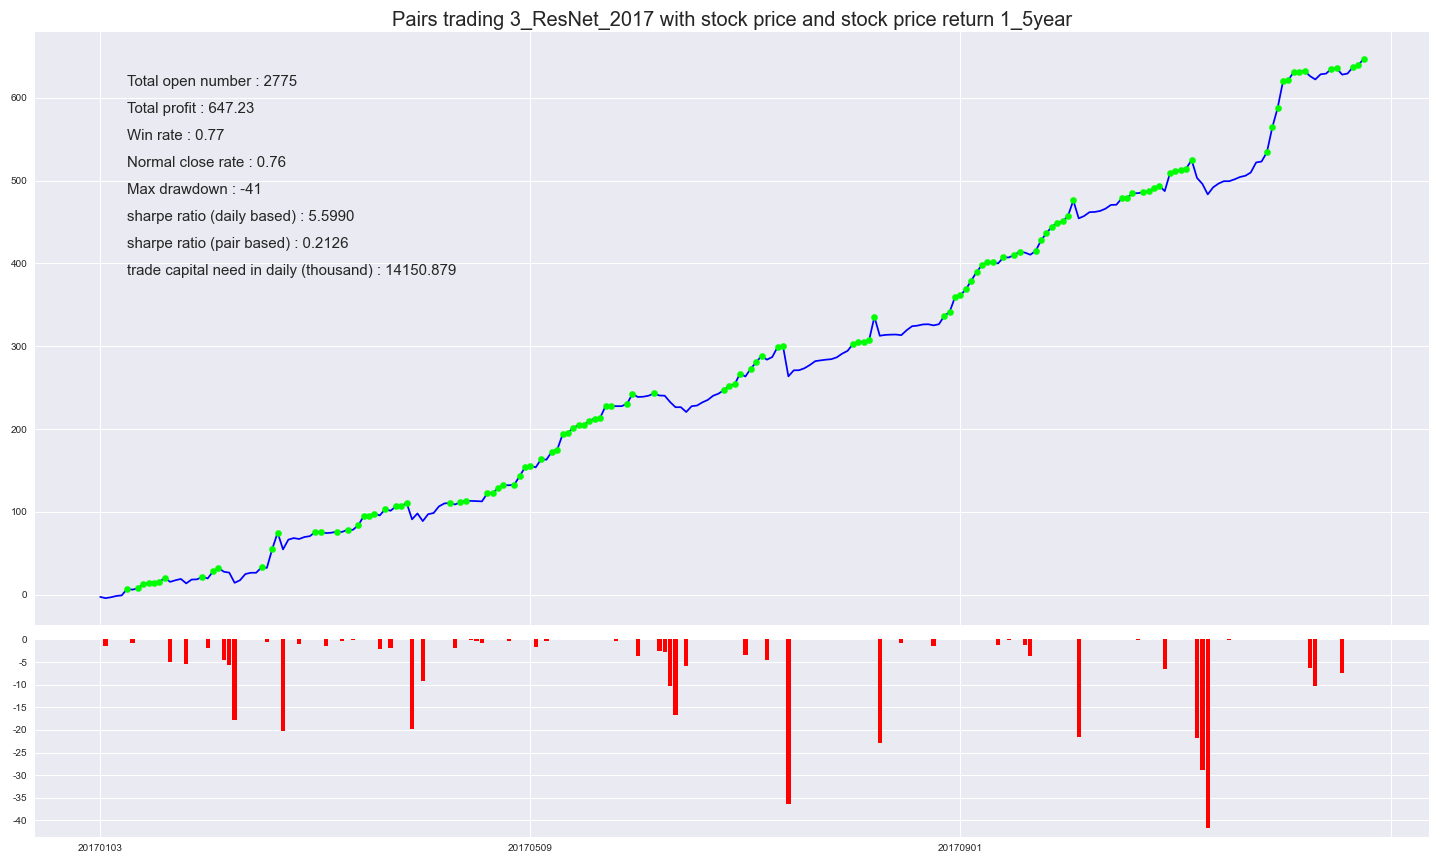 Pairs trading 3_ResNet_2017 with stock price and stock price return 1_5year
Total open number : 2775
Total profit : 647.23
Win rate : 0.77
Normal close rate : 0.76
Max drawdown : -41
sharpe ratio (daily based) : 5.5990
sharpe ratio (pair based) : 0.2126
trade capital need in daily (thousand) : 14150.879
600
500
400
300
200
100
0
0
-5
-10
-15
-20
-25
-30
-35
-40
20170103 20170509 20170901